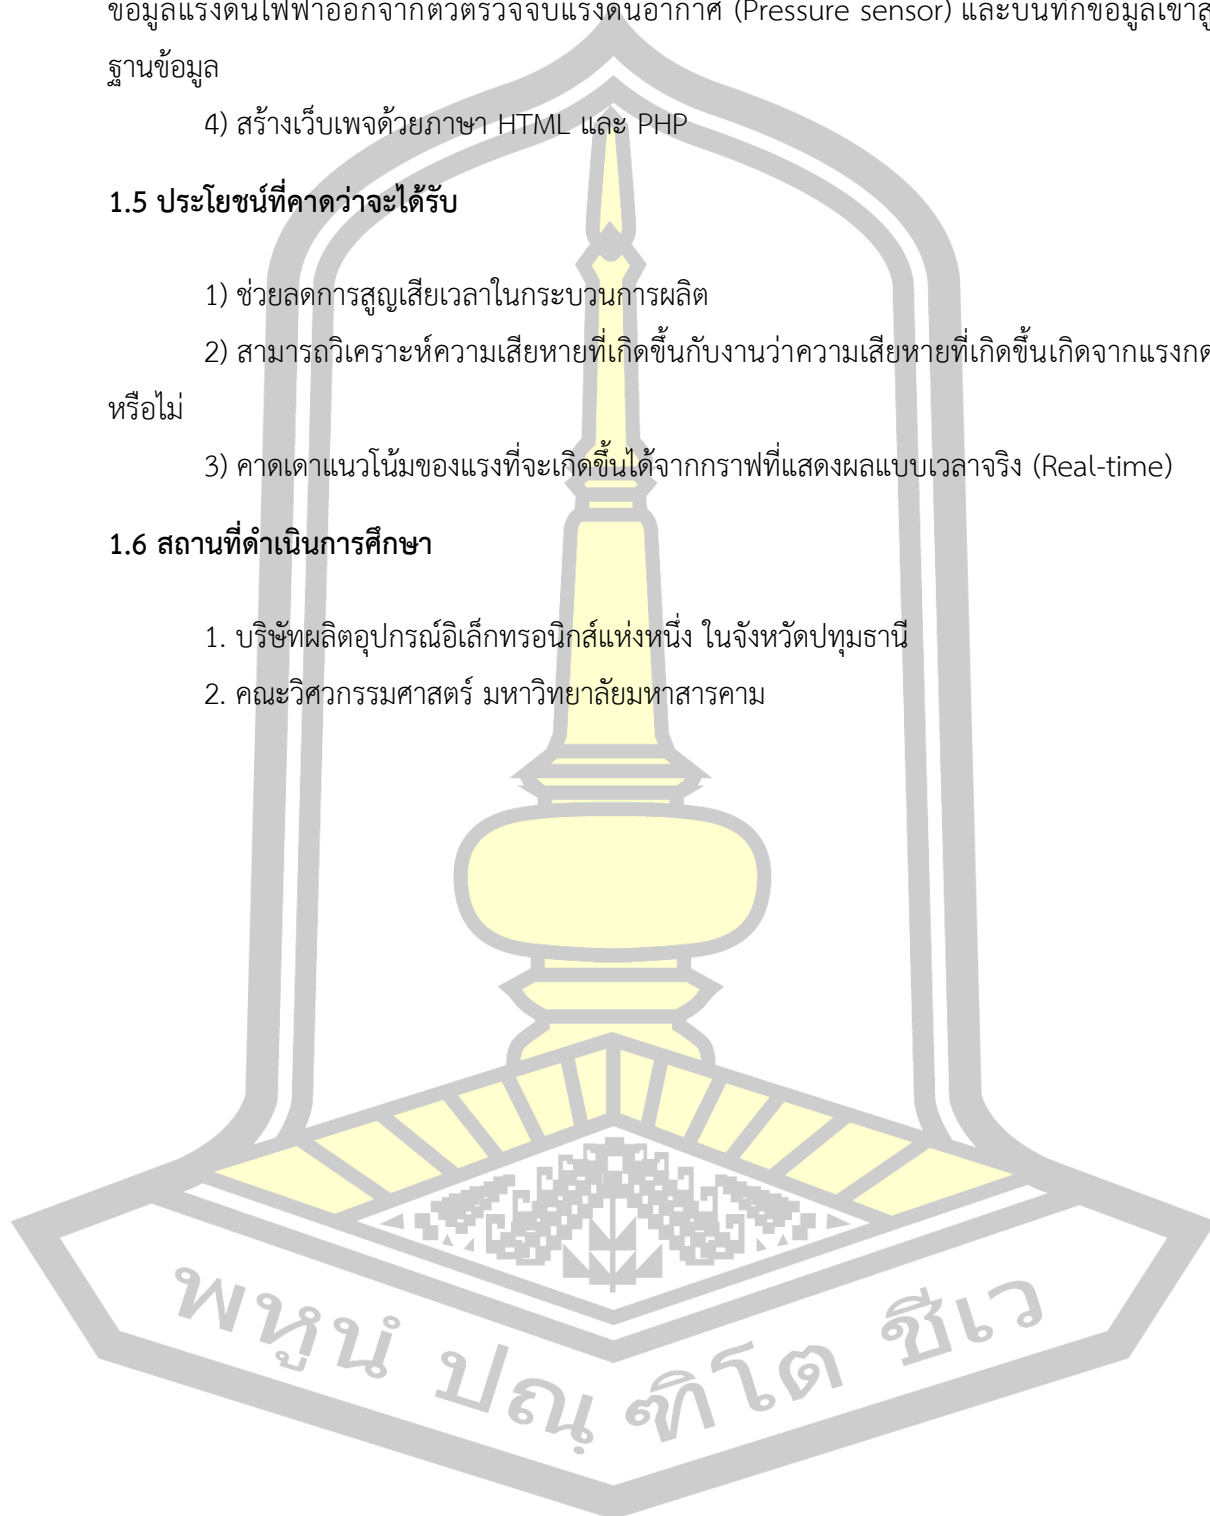 ข้อมูลแรงดันไฟฟ้าออกจากตัวตรวจจับแรงดันอากาศ (Pressure sensor) และบันทึกข้อมูลเข้าสู่
ฐานข้อมูล
4) สร้างเว็บเพจด้วยภาษา HTML และ PHP
1.5 ประโยชน์ที่คาดว่าจะได้รับ
1) ช่วยลดการสูญเสียเวลาในกระบวนการผลิต
2) สามารถวิเคราะห์ความเสียหายที่เกิดขึ้นกับงานว่าความเสียหายที่เกิดขึ้นเกิดจากแรงกด
หรือไม่
3) คาดเดาแนวโน้มของแรงที่จะเกิดขึ้นได้จากกราฟที่แสดงผลแบบเวลาจริง (Real-time)
1.6 สถานที่ดำเนินการศึกษา
1. บริษัทผลิตอุปกรณ์อิเล็กทรอนิกส์แห่งหนึ่ง ในจังหวัดปทุมธานี
2. คณะวิศวกรรมศาสตร์ มหาวิทยาลัยมหาสารคาม
พหูนํ ปณฺฑิโต ชีเว